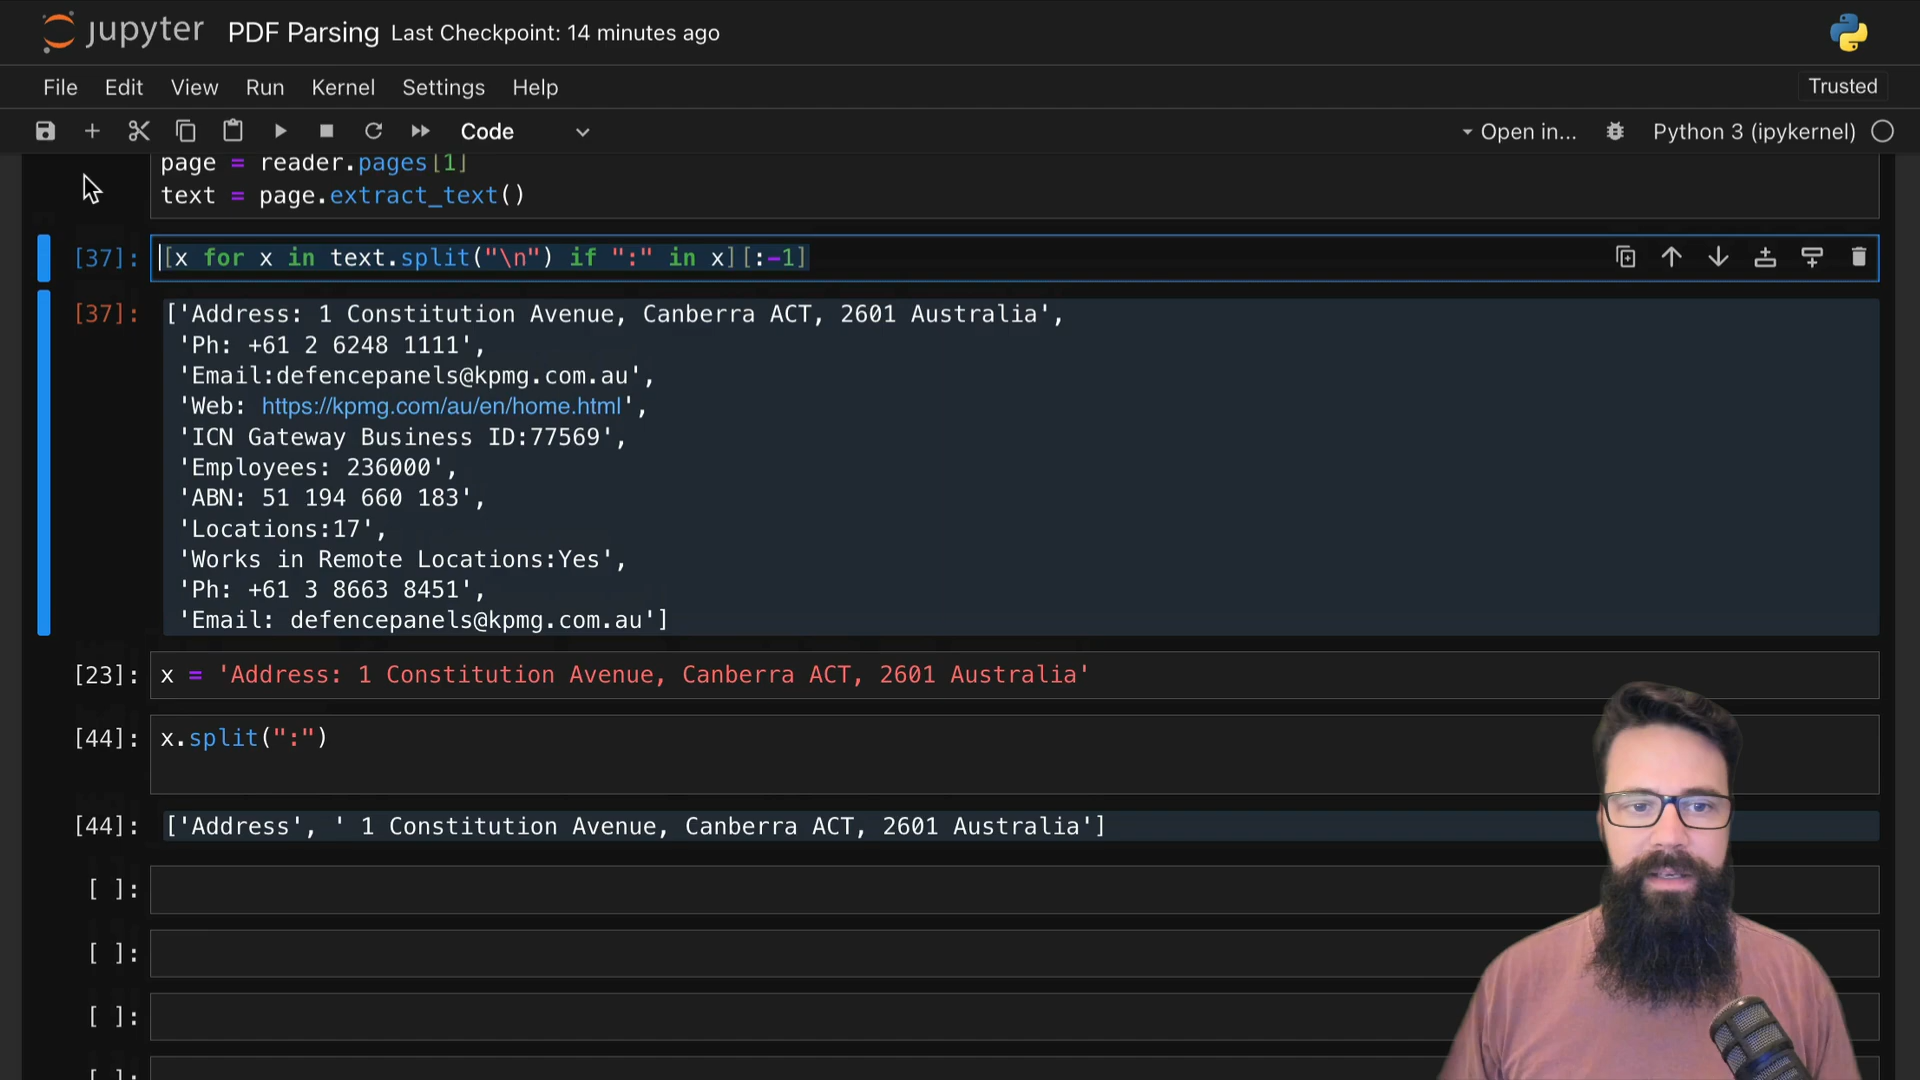 jupyter PDF Parsing Last Checkpoint: 14 minutes ago
File Edit View Run Kernel Settings Help Trusted
Code Open in... Python 3 (ipykernel)
page = reader.pages[1]
text = page.extract_text()
[37]: [x for x in text.split("\n") if ":" in x][:-1]
[37]: ['Address: 1 Constitution Avenue, Canberra ACT, 2601 Australia',
'Ph: +61 2 6248 1111',
'Email:defencepanels@kpmg.com.au',
'Web: https://kpmg.com/au/en/home.html',
'ICN Gateway Business ID:77569',
'Employees: 236000',
'ABN: 51 194 660 183',
'Locations:17',
'Works in Remote Locations:Yes',
'Ph: +61 3 8663 8451',
'Email: defencepanels@kpmg.com.au']
[23]: x = 'Address: 1 Constitution Avenue, Canberra ACT, 2601 Australia'
[44]: x.split(":")
[44]: ['Address', ' 1 Constitution Avenue, Canberra ACT, 2601 Australia']
[ ]:
[ ]:
[ ]:
[ ]: